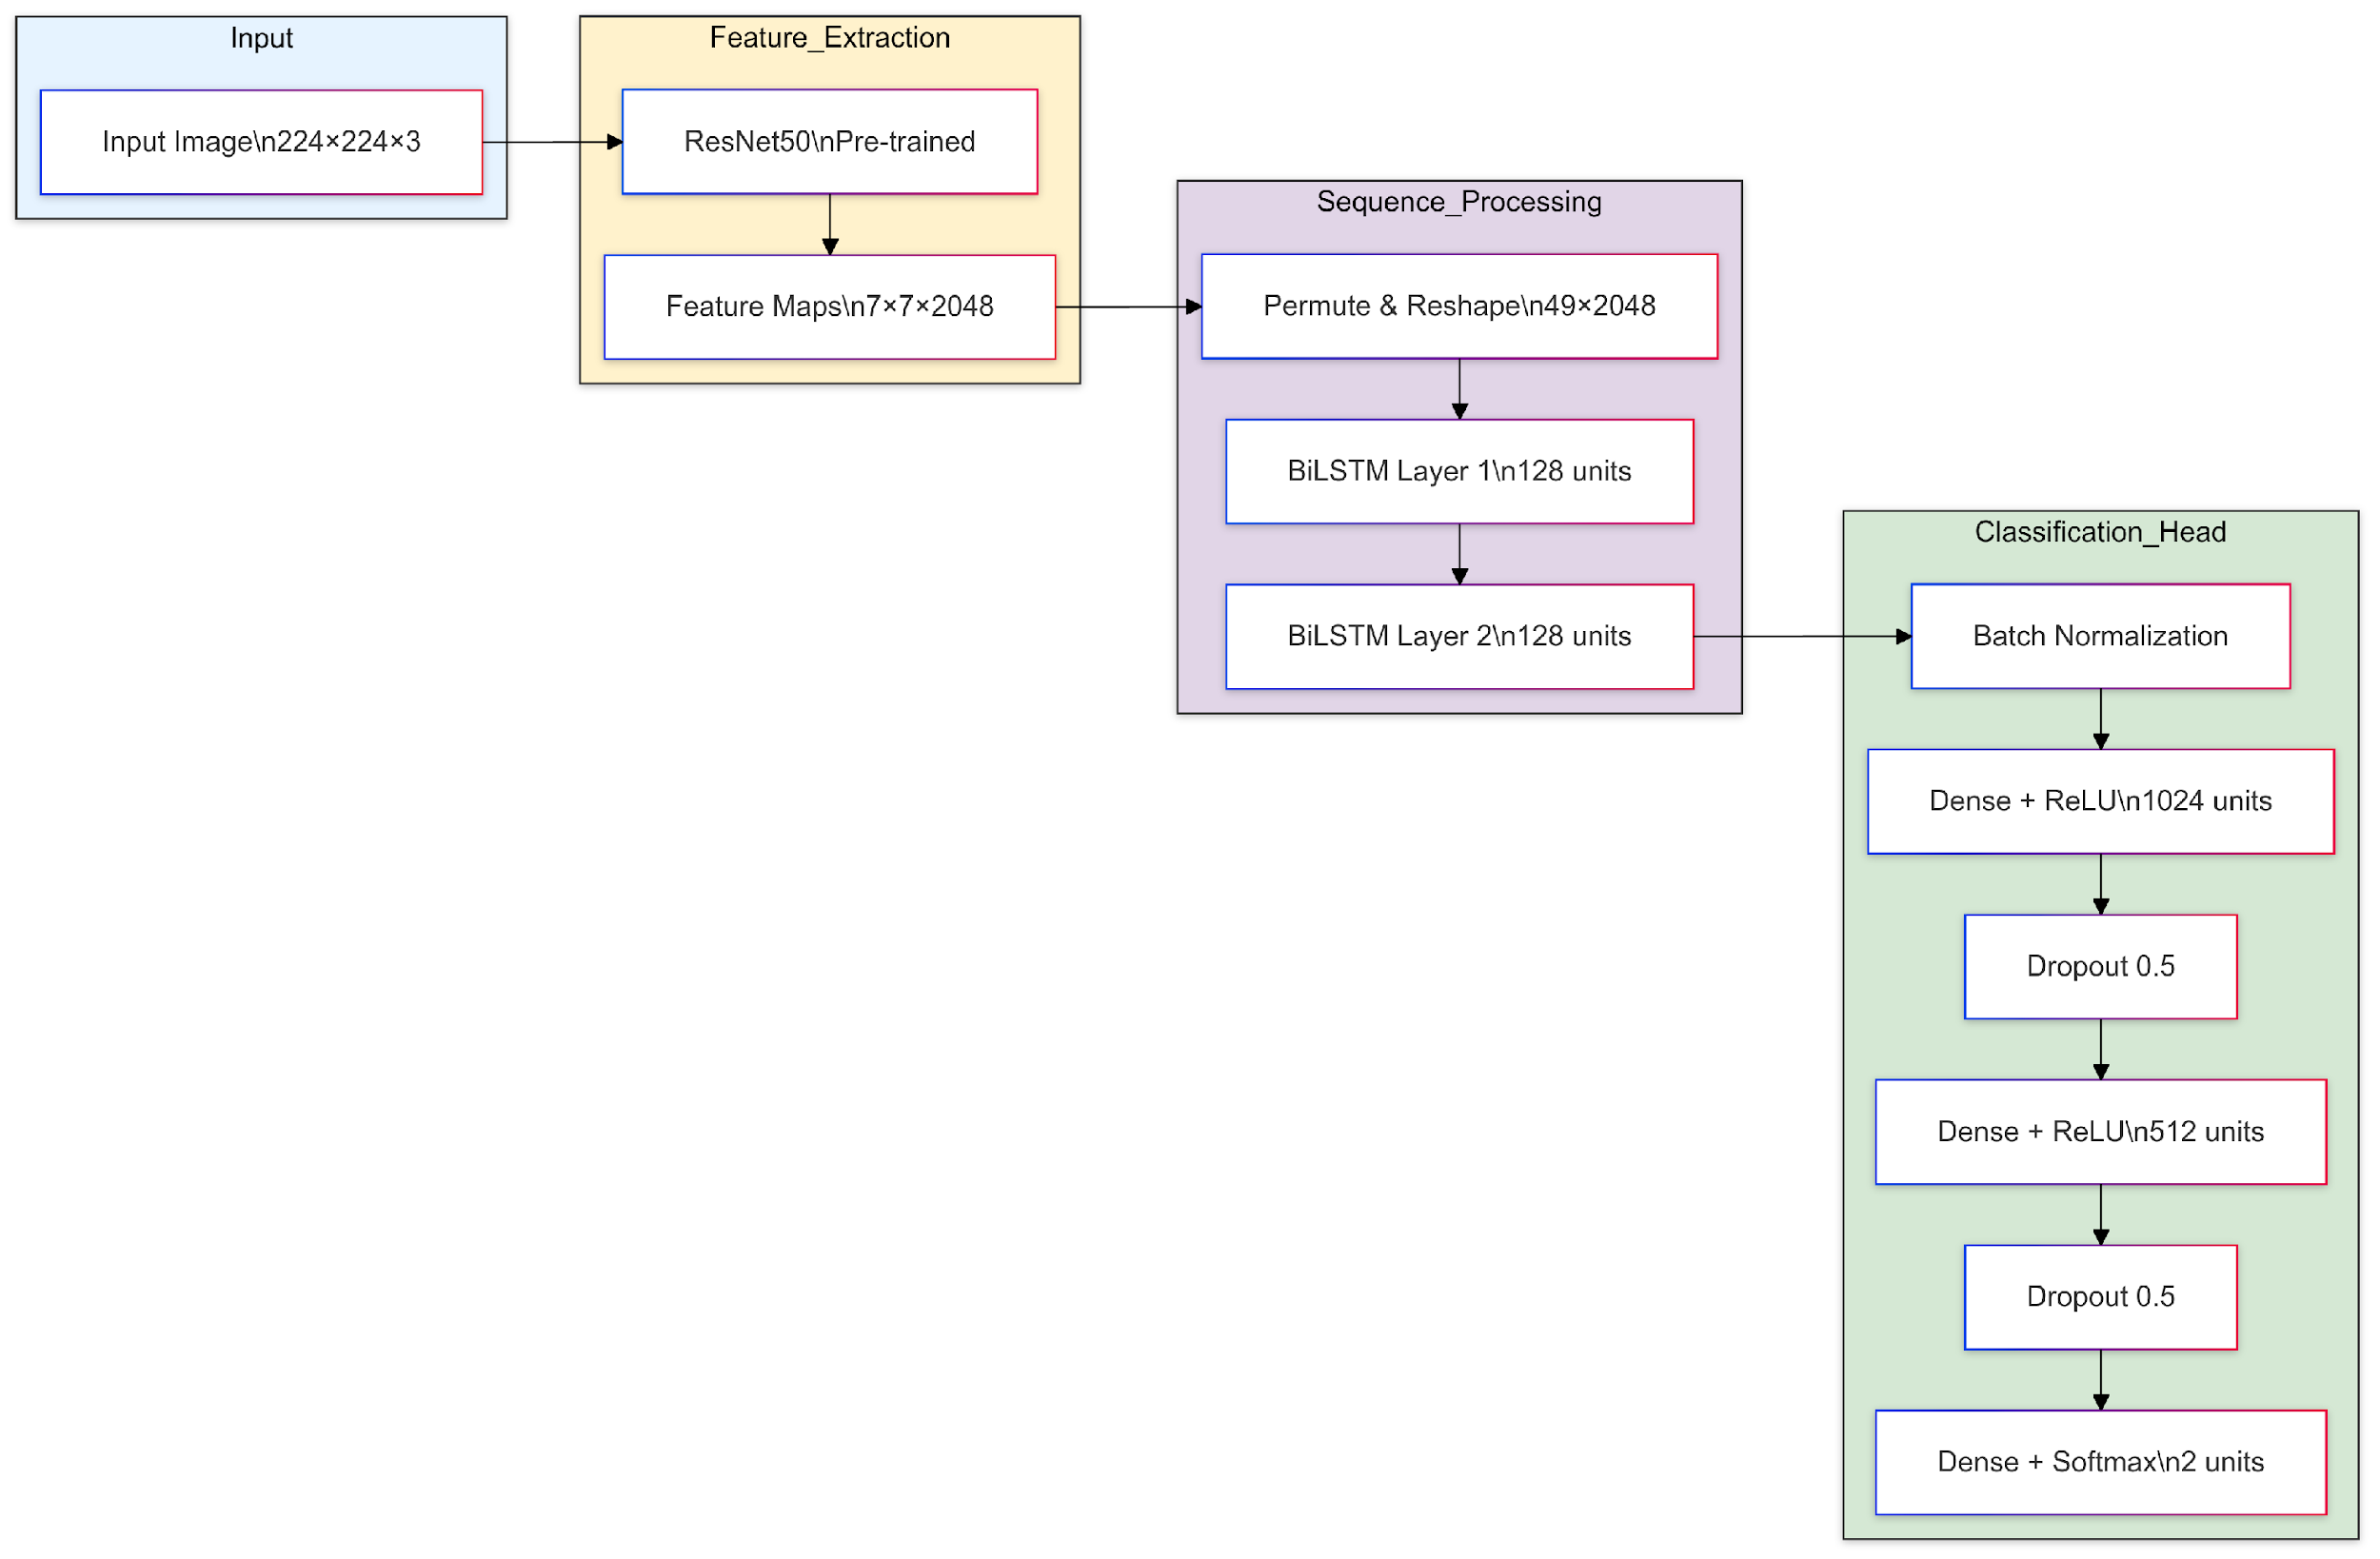 Input
Input Image\n224×224×3
Feature_Extraction
ResNet50\nPre-trained
Feature Maps\n7×7×2048
Sequence_Processing
Permute & Reshape\n49×2048
BiLSTM Layer 1\n128 units
BiLSTM Layer 2\n128 units
Classification_Head
Batch Normalization
Dense + ReLU\n1024 units
Dropout 0.5
Dense + ReLU\n512 units
Dropout 0.5
Dense + Softmax\n2 units